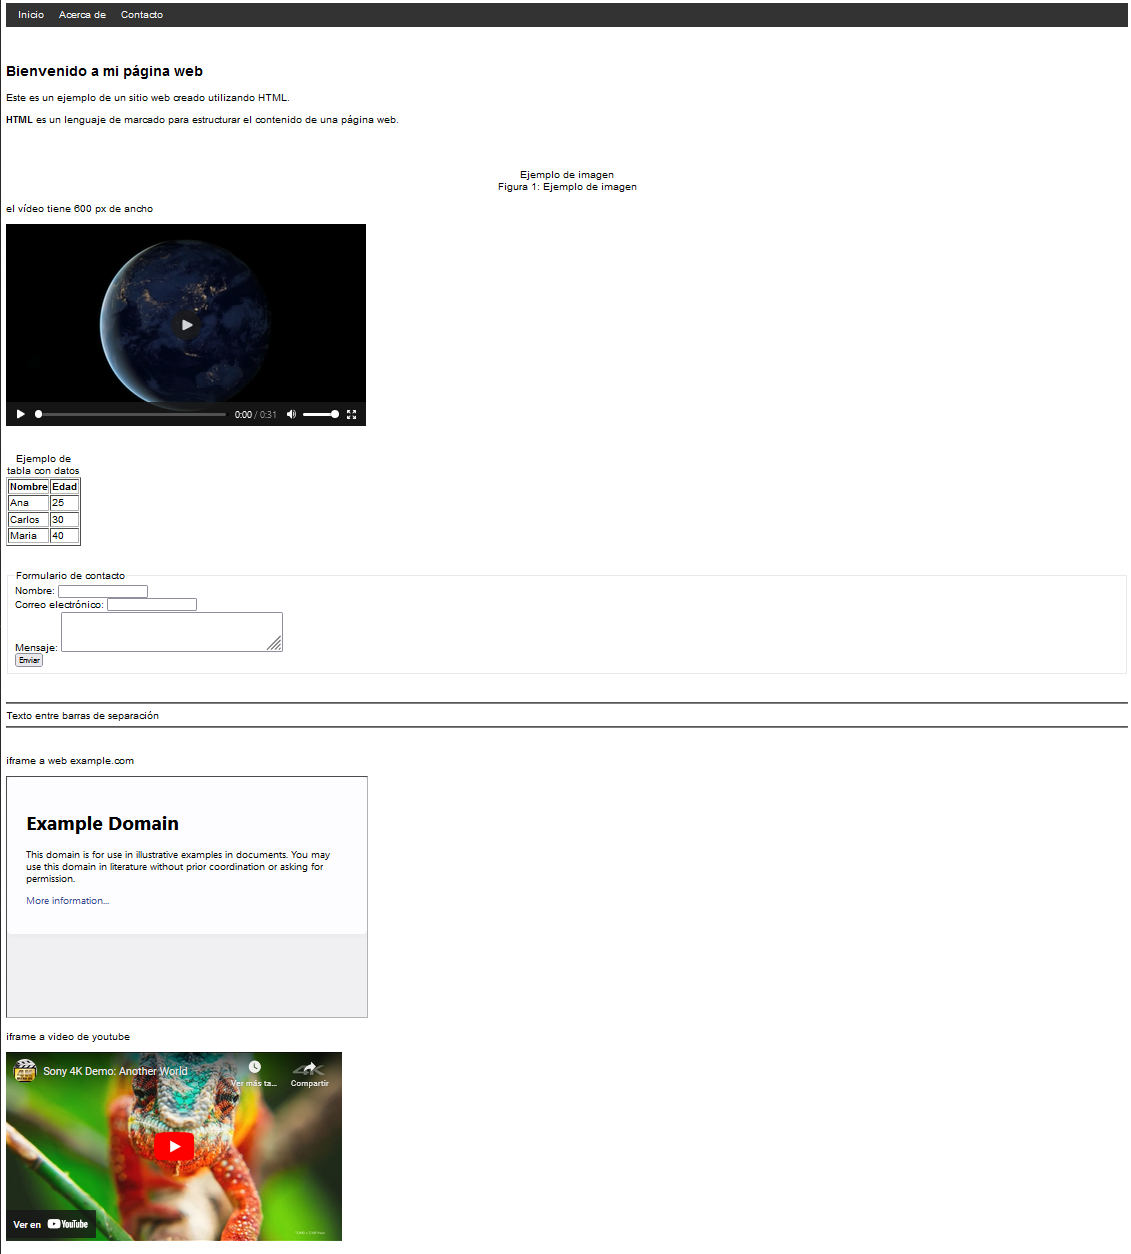 Inicio Acerca de Contacto
Bienvenido a mi página web
Este es un ejemplo de un sitio web creado utilizando HTML.
HTML es un lenguaje de marcado para estructurar el contenido de una página web.
Ejemplo de imagen
Figura 1: Ejemplo de imagen
el vídeo tiene 600 px de ancho
0:00 / 0:31
Ejemplo de
tabla con datos
Nombre Edad
Ana 25
Carlos 30
Maria 40
Formulario de contacto
Nombre:
Correo electrónico:
Mensaje:
Enviar
Texto entre barras de separación
iframe a web example.com
Example Domain
This domain is for use in illustrative examples in documents. You may
use this domain in literature without prior coordination or asking for
permission.
More information...
iframe a video de youtube
Sony 4K Demo: Another World
Ver más ta...
Compartir
4K
Ver en YouTube